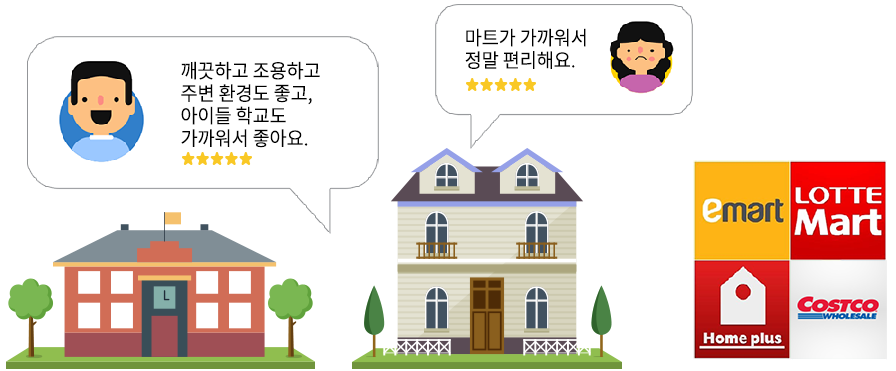 깨끗하고 조용하고
주변 환경도 좋고,
아이들 학교도
가까워서 좋아요.
마트가 가까워서
정말 편리해요.
emart
LOTTE
Mart
Home plus
COSTCO
WHOLESALE